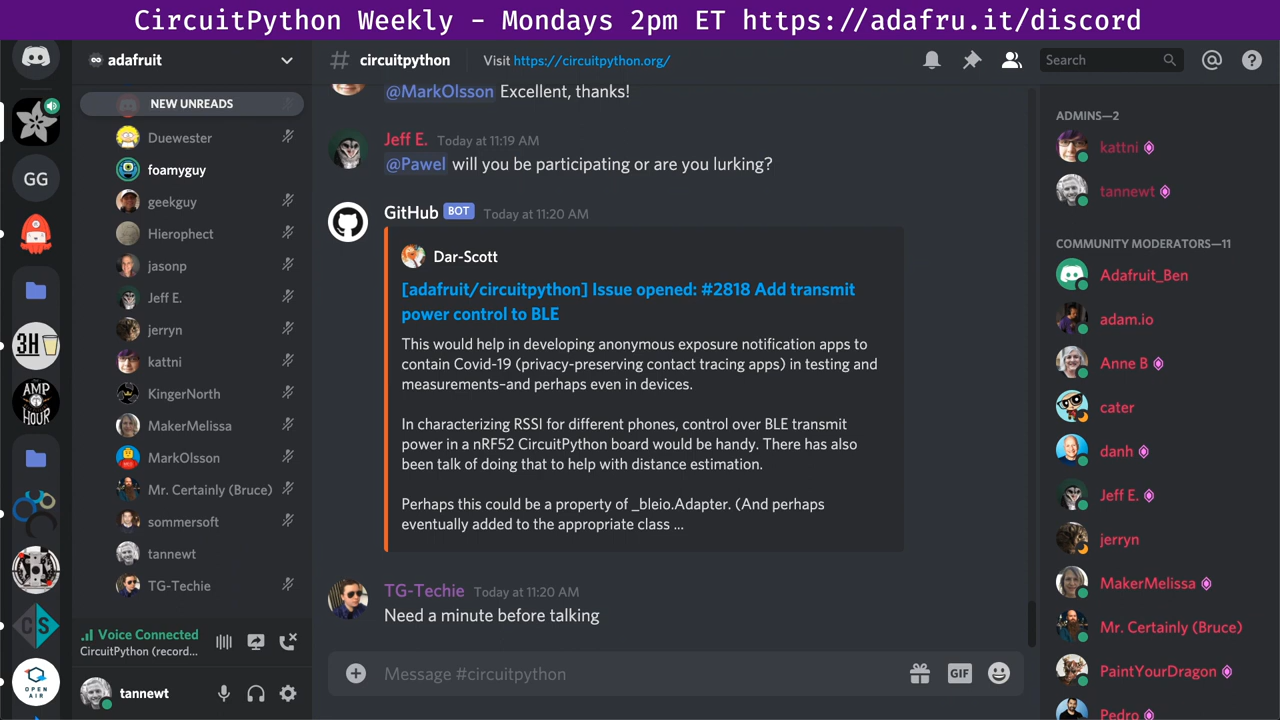 CircuitPython Weekly - Mondays 2pm ET https://adafru.it/discord
adafruit
NEW UNREADS
Duewester
foamyguy
geekguy
Hierophect
jasonp
Jeff E.
jerryn
kattni
KingerNorth
MakerMelissa
MarkOlsson
Mr. Certainly (Bruce)
sommersoft
tannewt
TG-Techie
Voice Connected
CircuitPython (record...
tannewt
GG
3H
THE
AMP
HOUR
CS
OPEN
AIR
# circuitpython
Visit https://circuitpython.org/
Search
@MarkOlsson Excellent, thanks!
Jeff E. Today at 11:19 AM
@Pawel will you be participating or are you lurking?
GitHub BOT Today at 11:20 AM
Dar-Scott
[adafruit/circuitpython] Issue opened: #2818 Add transmit
power control to BLE
This would help in developing anonymous exposure notification apps to
contain Covid-19 (privacy-preserving contact tracing apps) in testing and
measurements–and perhaps even in devices.
In characterizing RSSI for different phones, control over BLE transmit
power in a nRF52 CircuitPython board would be handy. There has also
been talk of doing that to help with distance estimation.
Perhaps this could be a property of _bleio.Adapter. (And perhaps
eventually added to the appropriate class ...
TG-Techie Today at 11:20 AM
Need a minute before talking
Message #circuitpython
GIF
ADMINS—2
kattni
tannewt
COMMUNITY MODERATORS—11
Adafruit_Ben
adam.io
Anne B
cater
danh
Jeff E.
jerryn
MakerMelissa
Mr. Certainly (Bruce)
PaintYourDragon
Pedro